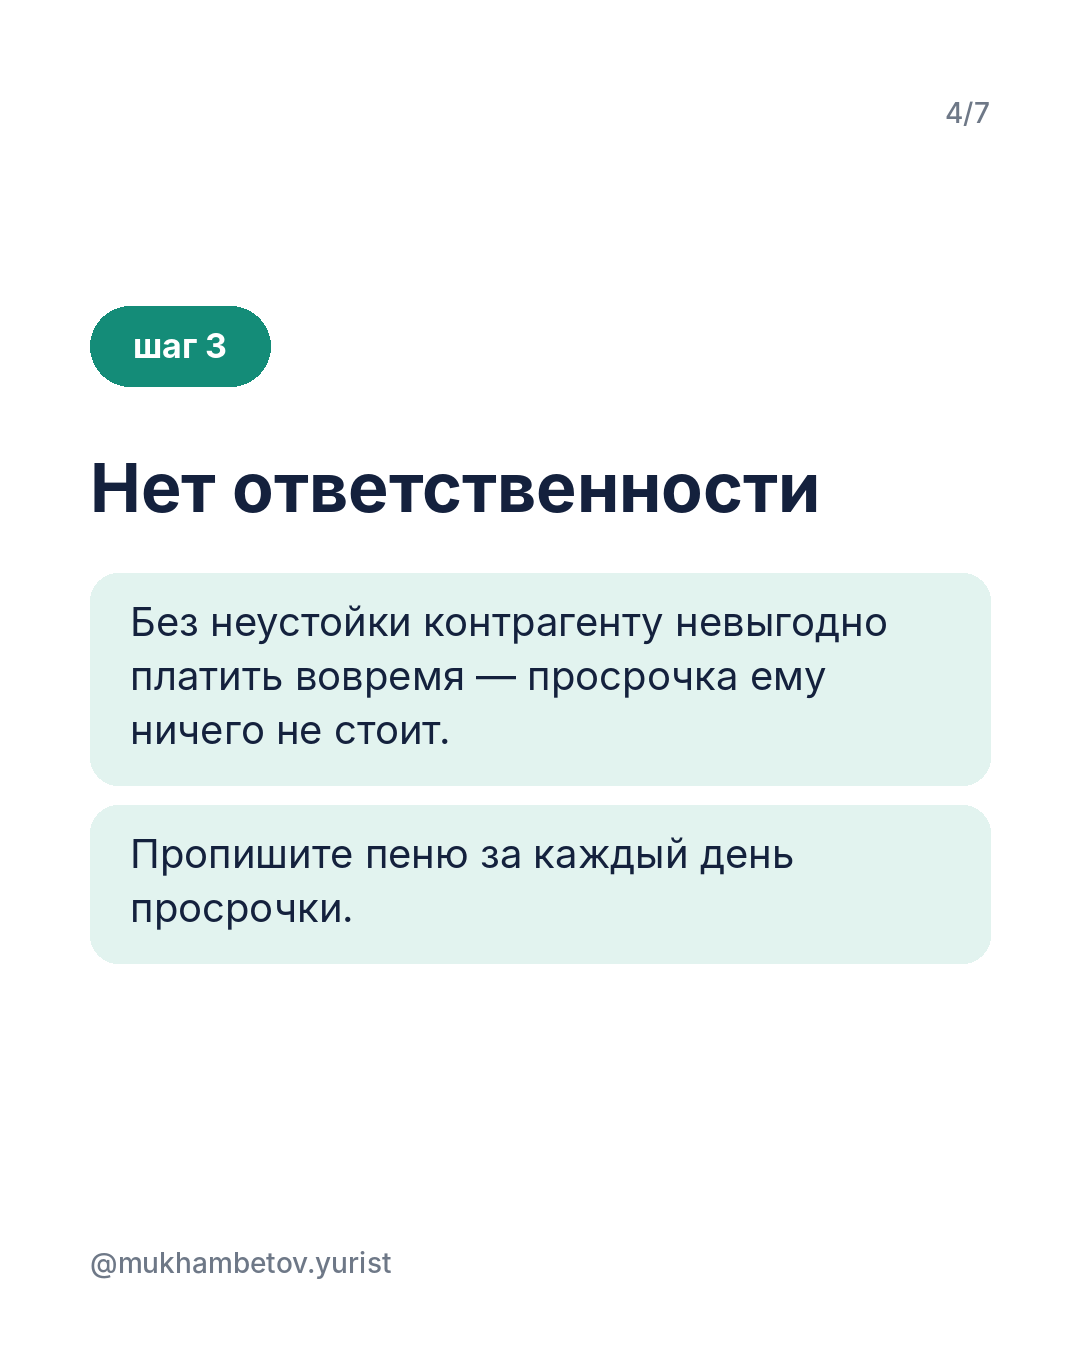 4/7
шаг 3
Нет ответственности
Без неустойки контрагенту невыгодно
платить вовремя — просрочка ему
ничего не стоит.
Пропишите пеню за каждый день
просрочки.
@mukhambetov.yurist